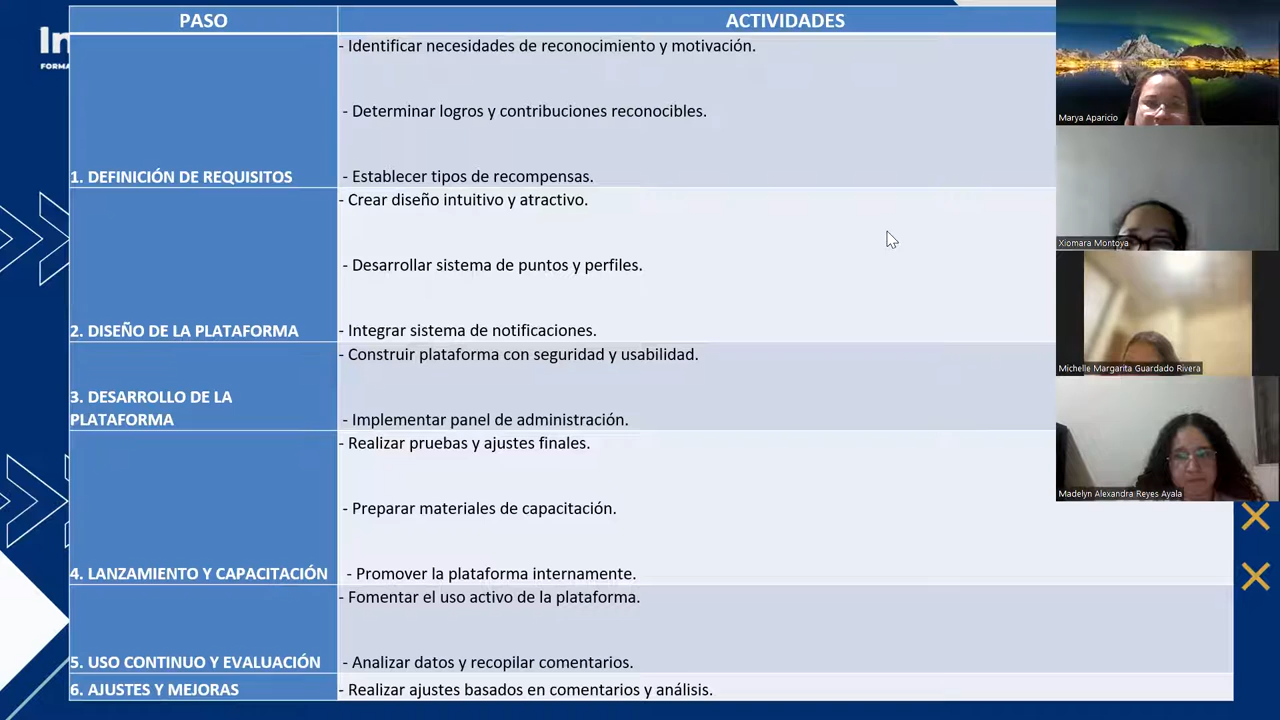 PASO
ACTIVIDADES
In
FORMA
- Identificar necesidades de reconocimiento y motivación.
- Determinar logros y contribuciones reconocibles.
1. DEFINICIÓN DE REQUISITOS
- Establecer tipos de recompensas.
- Crear diseño intuitivo y atractivo.
- Desarrollar sistema de puntos y perfiles.
2. DISEÑO DE LA PLATAFORMA
- Integrar sistema de notificaciones.
- Construir plataforma con seguridad y usabilidad.
3. DESARROLLO DE LA
PLATAFORMA
- Implementar panel de administración.
- Realizar pruebas y ajustes finales.
- Preparar materiales de capacitación.
4. LANZAMIENTO Y CAPACITACIÓN
- Promover la plataforma internamente.
- Fomentar el uso activo de la plataforma.
5. USO CONTINUO Y EVALUACIÓN
- Analizar datos y recopilar comentarios.
6. AJUSTES Y MEJORAS
- Realizar ajustes basados en comentarios y análisis.
Marya Aparicio
Xiomara Montoya
Michelle Margarita Guardado Rivera
Madelyn Alexandra Reyes Ayala